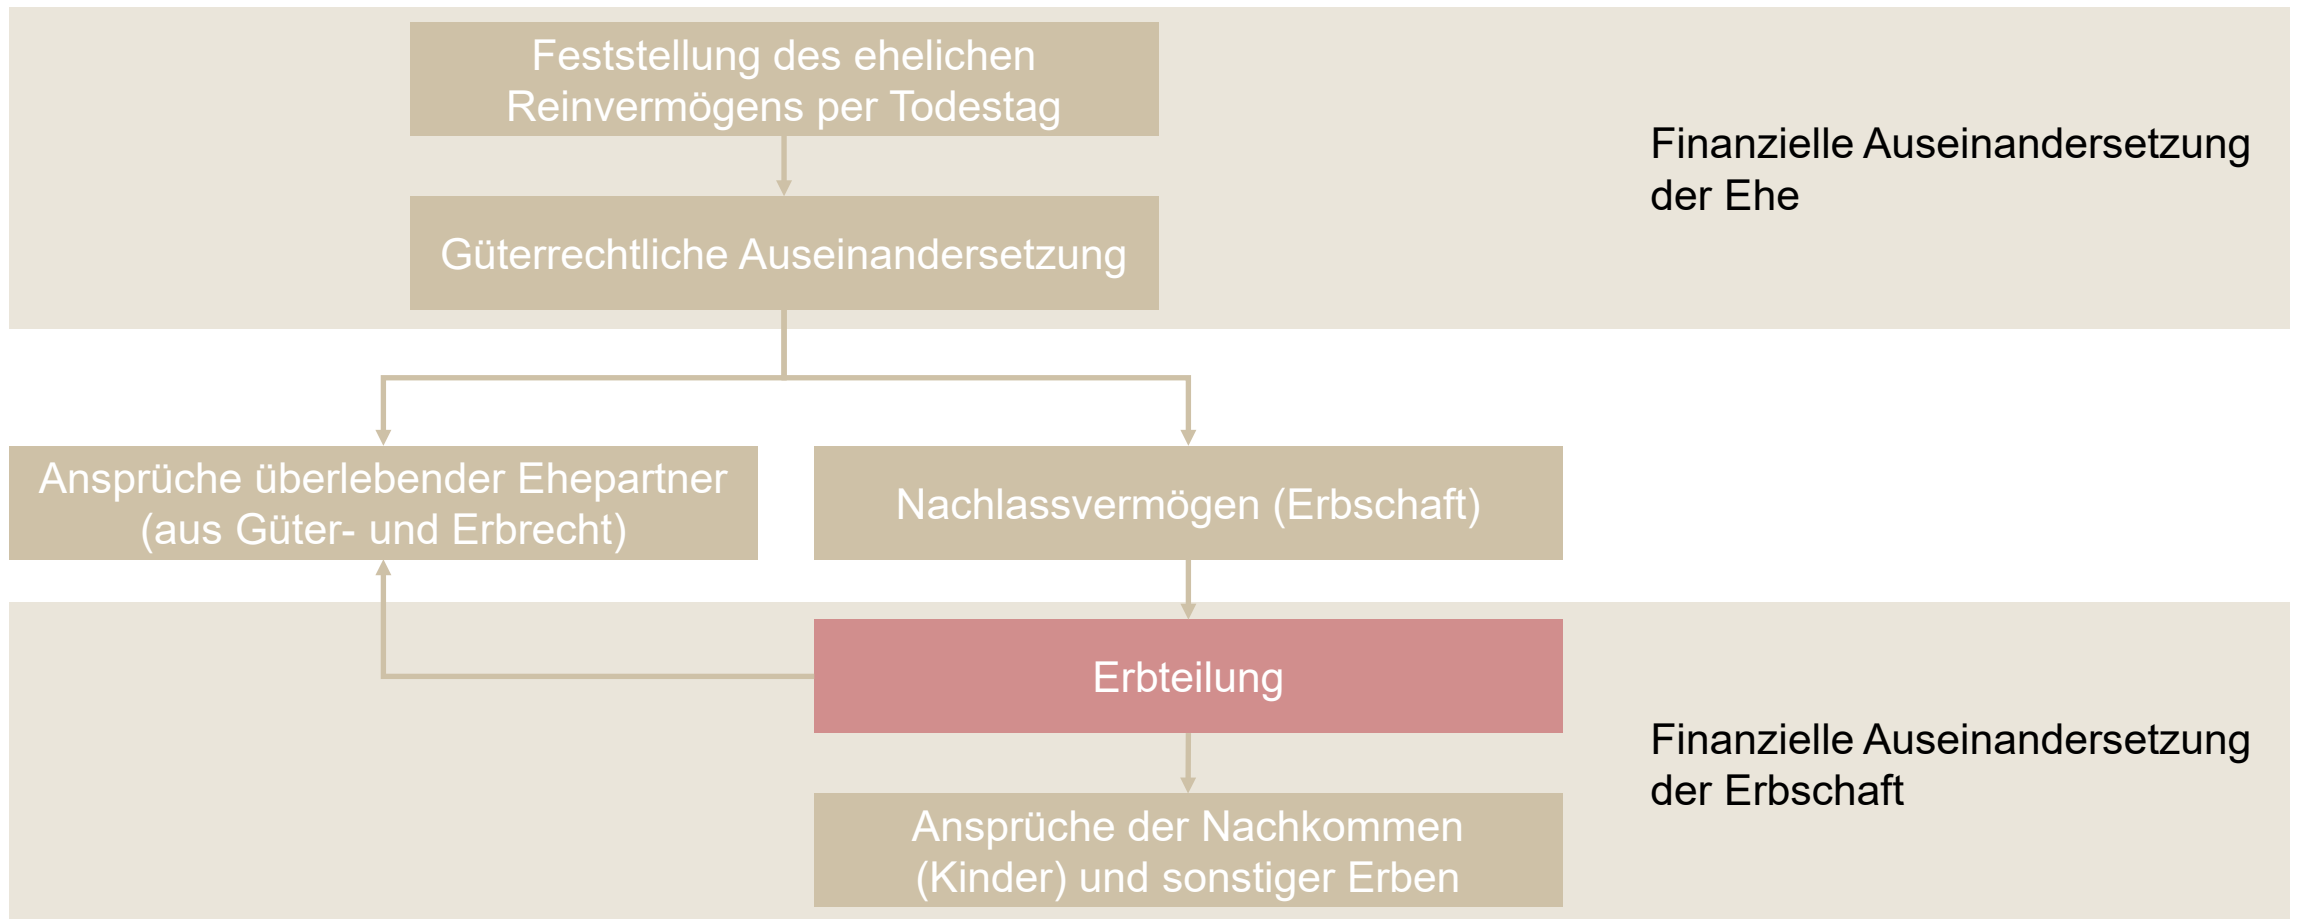 Feststellung des ehelichen
Reinvermögens per Todestag
Finanzielle Auseinandersetzung
der Ehe
Güterrechtliche Auseinandersetzung
Ansprüche überlebender Ehepartner
(aus Güter- und Erbrecht)
Nachlassvermögen (Erbschaft)
Erbteilung
Finanzielle Auseinandersetzung
der Erbschaft
Ansprüche der Nachkommen
(Kinder) und sonstiger Erben